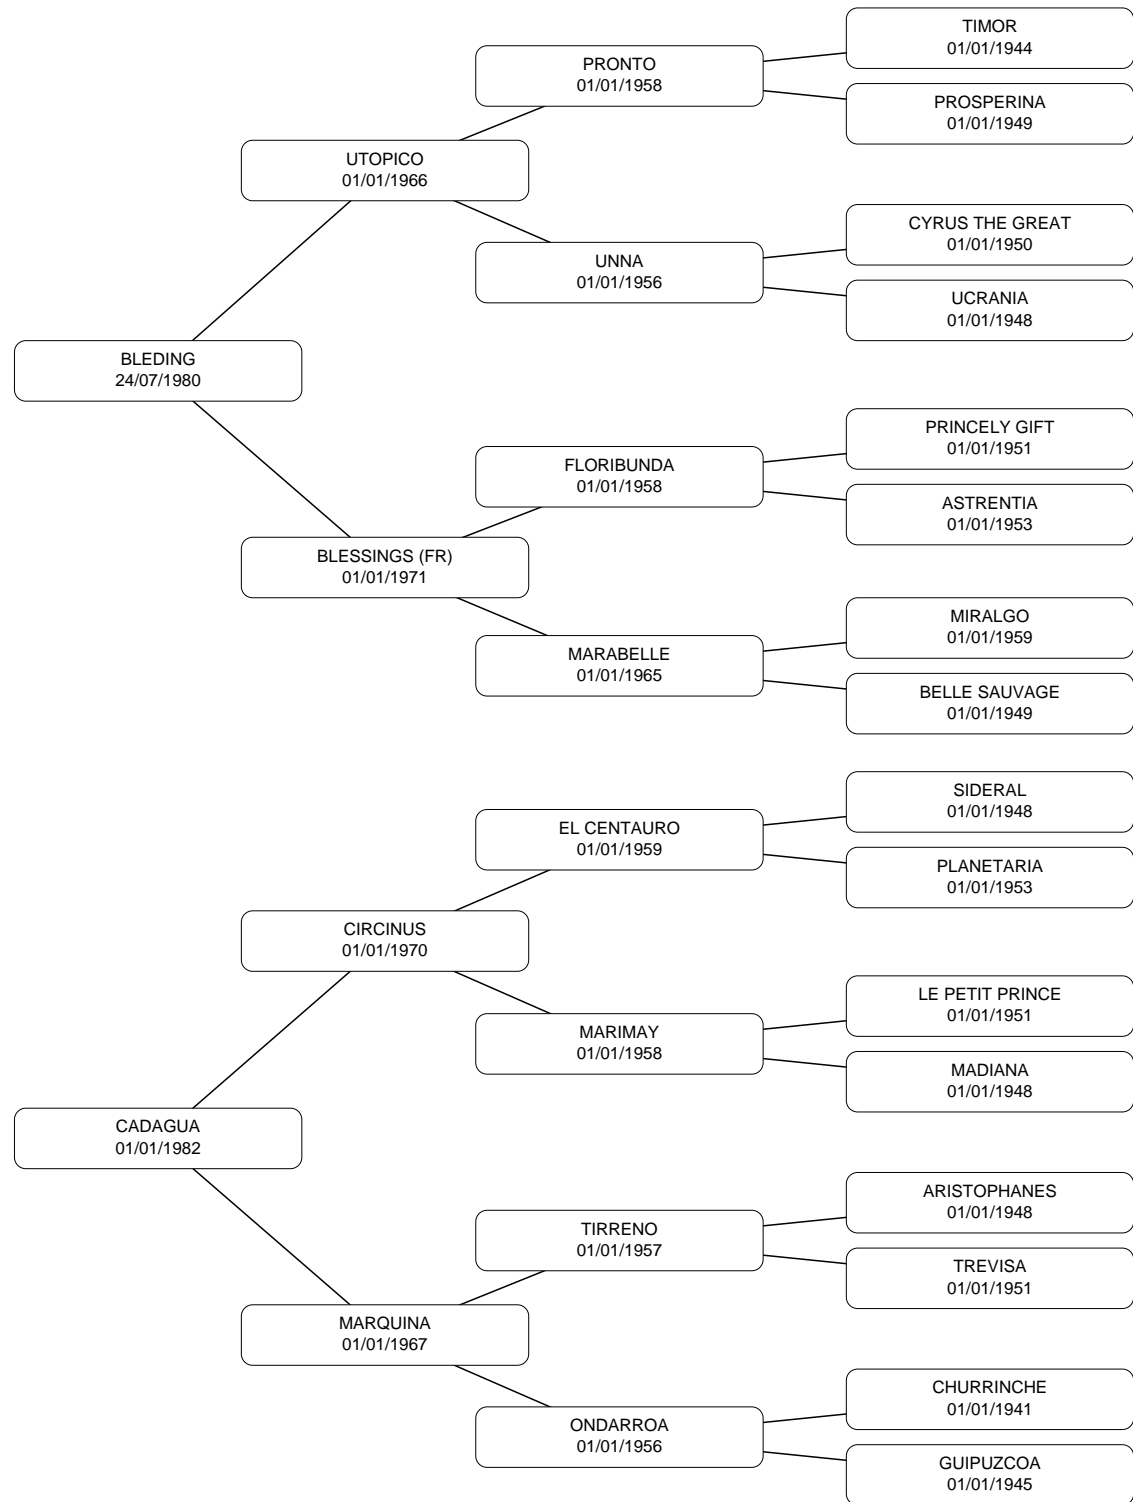 TIMOR
01/01/1944
PRONTO
01/01/1958
PROSPERINA
01/01/1949
UTOPICO
01/01/1966
CYRUS THE GREAT
01/01/1950
UNNA
01/01/1956
UCRANIA
01/01/1948
BLEDING
24/07/1980
PRINCELY GIFT
01/01/1951
FLORIBUNDA
01/01/1958
ASTRENTIA
01/01/1953
BLESSINGS (FR)
01/01/1971
MIRALGO
01/01/1959
MARABELLE
01/01/1965
BELLE SAUVAGE
01/01/1949
SIDERAL
01/01/1948
EL CENTAURO
01/01/1959
PLANETARIA
01/01/1953
CIRCINUS
01/01/1970
LE PETIT PRINCE
01/01/1951
MARIMAY
01/01/1958
MADIANA
01/01/1948
CADAGUA
01/01/1982
ARISTOPHANES
01/01/1948
TIRRENO
01/01/1957
TREVISA
01/01/1951
MARQUINA
01/01/1967
CHURRINCHE
01/01/1941
ONDARROA
01/01/1956
GUIPUZCOA
01/01/1945